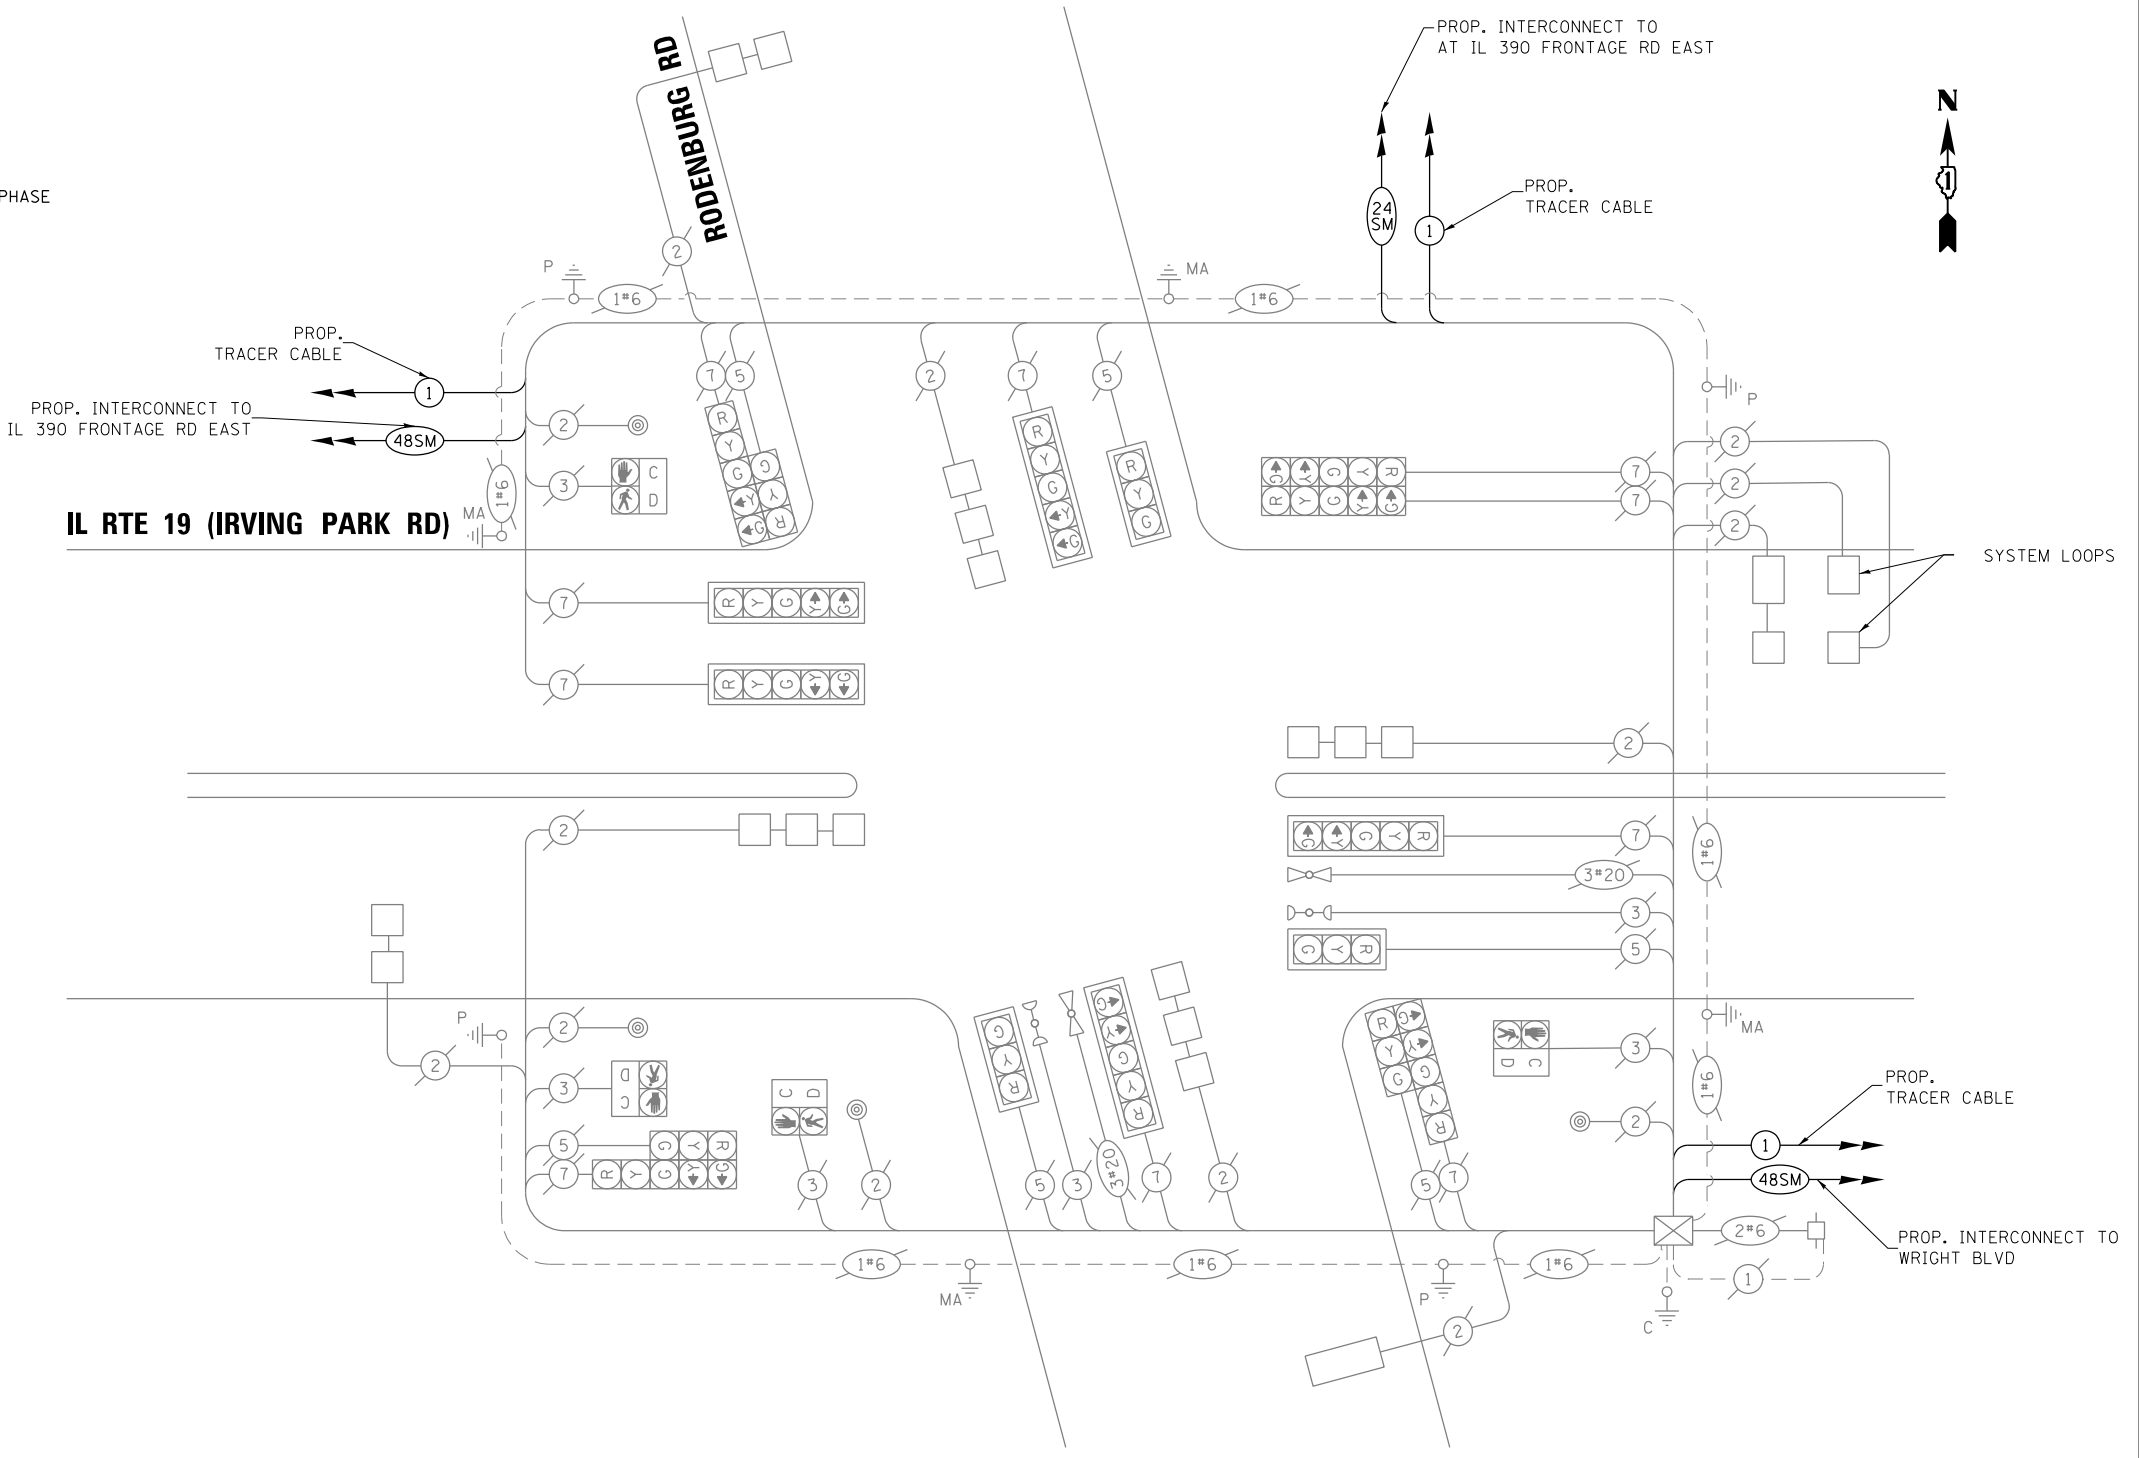 PROP. INTERCONNECT TO
AT IL 390 FRONTAGE RD EAST
N
1
RODENBURG RD
PHASE
24
SM
1
PROP.
TRACER CABLE
2
P
1#6
MA
1#6
PROP.
TRACER CABLE
1
7
5
2
7
5
P
PROP. INTERCONNECT TO
IL 390 FRONTAGE RD EAST
48SM
2
R
Y
G
Y
G
G
Y
R
R
Y
G
Y
G
R
Y
G
2
3
C
D
1#6
MA
G Y G Y R
7
R Y G Y G
7
2
2
IL RTE 19 (IRVING PARK RD)
SYSTEM LOOPS
7
R Y G Y G
7
R Y G Y G
2
2
G Y G Y R
7
1#6
3#20
3
G Y R
5
P
2
2
G
Y
R
G
Y
G
Y
R
R
Y
G
G
Y
G
Y
R
D C
3
MA
1#6
3
D
C
C D
2
PROP.
TRACER CABLE
1
5
G Y R
7
R Y G Y G
3
2
5
3
3#20
7
2
5
7
48SM
PROP. INTERCONNECT TO
WRIGHT BLVD
2#6
1#6
MA
1#6
P
1#6
1
C
2